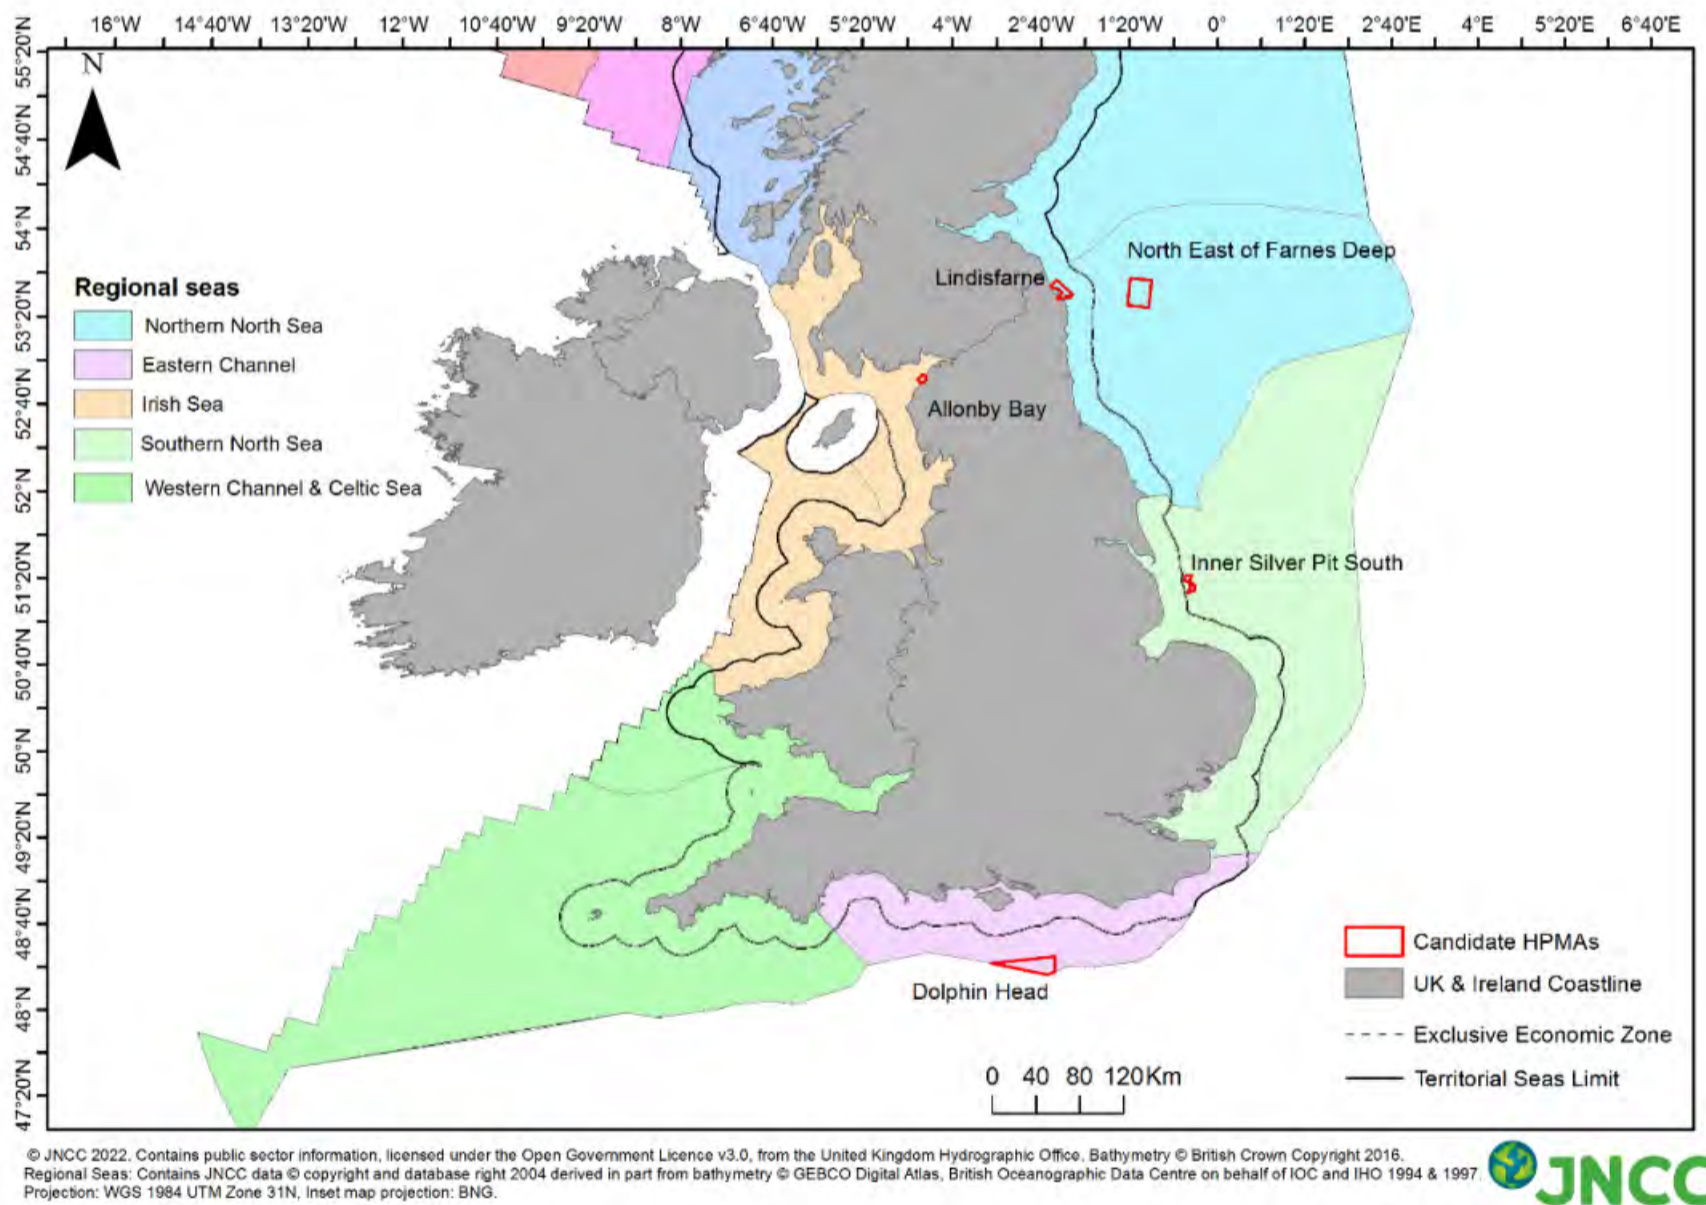 16°W 14°40'W 13°20'W 12°W 10°40'W 9°20'W 8°W 6°40'W 5°20'W 4°W 2°40'W 1°20'W 0° 1°20'E 2°40'E 4°E 5°20'E 6°40'E
55°20'N
54°40'N
54°N
53°20'N
52°40'N
52°N
51°20'N
50°40'N
50°N
49°20'N
48°40'N
48°N
47°20'N
N
North East of Farnes Deep
Lindisfarne
Regional seas
Northern North Sea
Eastern Channel
Irish Sea
Southern North Sea
Western Channel & Celtic Sea
Allonby Bay
Inner Silver Pit South
Dolphin Head
Candidate HPMAs
UK & Ireland Coastline
Exclusive Economic Zone
Territorial Seas Limit
0 40 80 120Km
© JNCC 2022. Contains public sector information, licensed under the Open Government Licence v3.0, from the United Kingdom Hydrographic Office, Bathymetry © British Crown Copyright 2016.
Regional Seas: Contains JNCC data © copyright and database right 2004 derived in part from bathymetry © GEBCO Digital Atlas, British Oceanographic Data Centre on behalf of IOC and IHO 1994 & 1997.
Projection: WGS 1984 UTM Zone 31N, Inset map projection: BNG.
JNCC